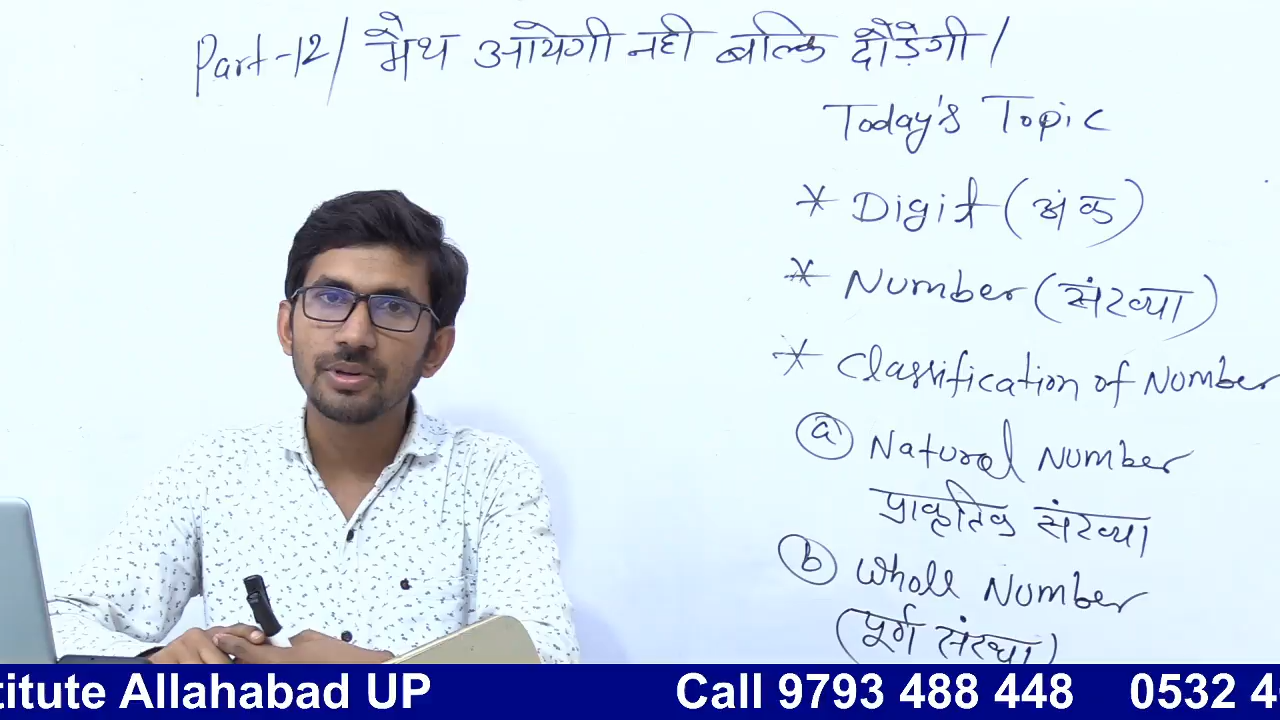 Part-12/ मैथ आयेगी नही बल्कि दौड़ेगी/
Today's Topic
* Digit (अंक)
* Number (संख्या)
* Classification of Number
(a) Natural Number
प्राकृतिक संख्या
(b) Whole Number
(पूर्ण संख्या)
titute Allahabad UP Call 9793 488 448 0532 4